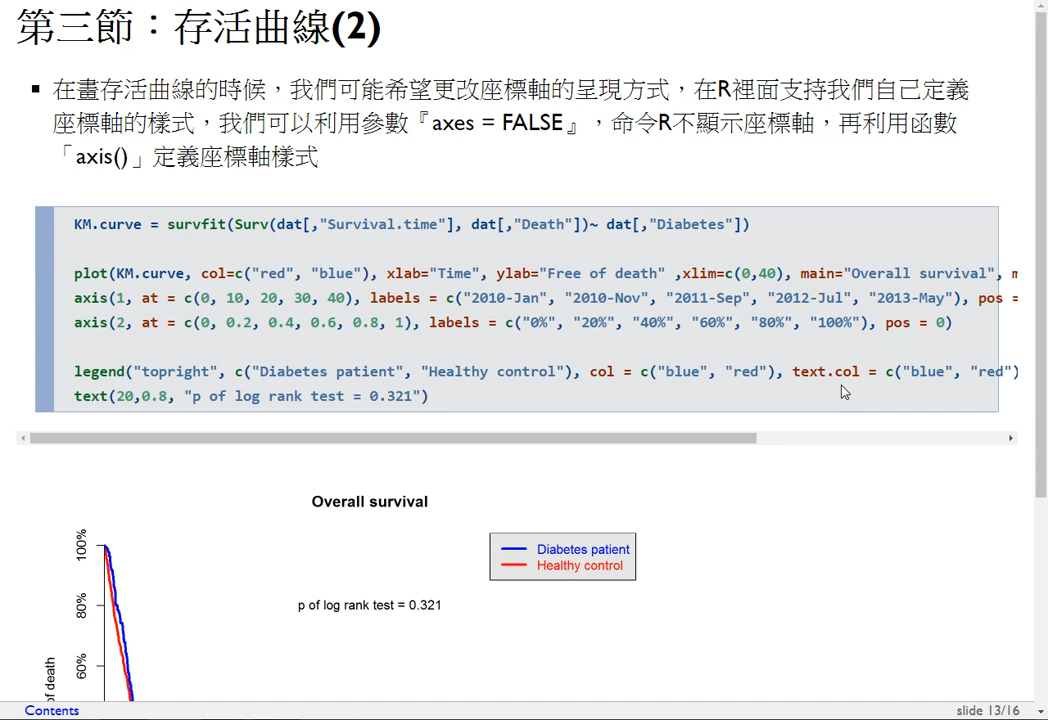 第三節：存活曲線(2)
在畫存活曲線的時候，我們可能希望更改座標軸的呈現方式，在R裡面支持我們自己定義
座標軸的樣式，我們可以利用參數『axes = FALSE』，命令R不顯示座標軸，再利用函數
「axis()」定義座標軸樣式
KM.curve = survfit(Surv(dat[,"Survival.time"], dat[,"Death"])~ dat[,"Diabetes"])
plot(KM.curve, col=c("red", "blue"), xlab="Time", ylab="Free of death" ,xlim=c(0,40), main="Overall survival",
axis(1, at = c(0, 10, 20, 30, 40), labels = c("2010-Jan", "2010-Nov", "2011-Sep", "2012-Jul", "2013-May"), pos =
axis(2, at = c(0, 0.2, 0.4, 0.6, 0.8, 1), labels = c("0%", "20%", "40%", "60%", "80%", "100%"), pos = 0)
legend("topright", c("Diabetes patient", "Healthy control"), col = c("blue", "red"), text.col = c("blue", "red")
text(20,0.8, "p of log rank test = 0.321")
Overall survival
100%
Diabetes patient
Healthy control
80%
p of log rank test = 0.321
60%
of death
Contents
slide 13/16